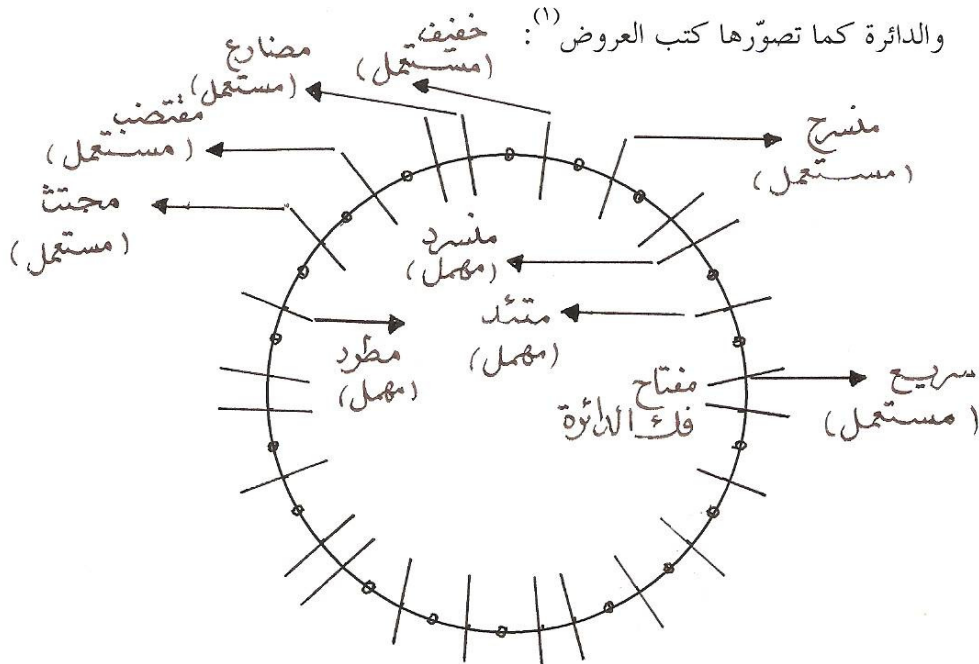 والدائرة كما تصوّرها كتب العروض(١):
خفيف
(مستعمل)
مضارع
(مستعمل)
مقتضب
(مستعمل)
مجتث
(مستعمل)
منسرح
(مستعمل)
منسرد
(مهمل)
متئد
(مهمل)
مطرد
(مهمل)
سريع
(مستعمل)
مفتاح
فك الدائرة